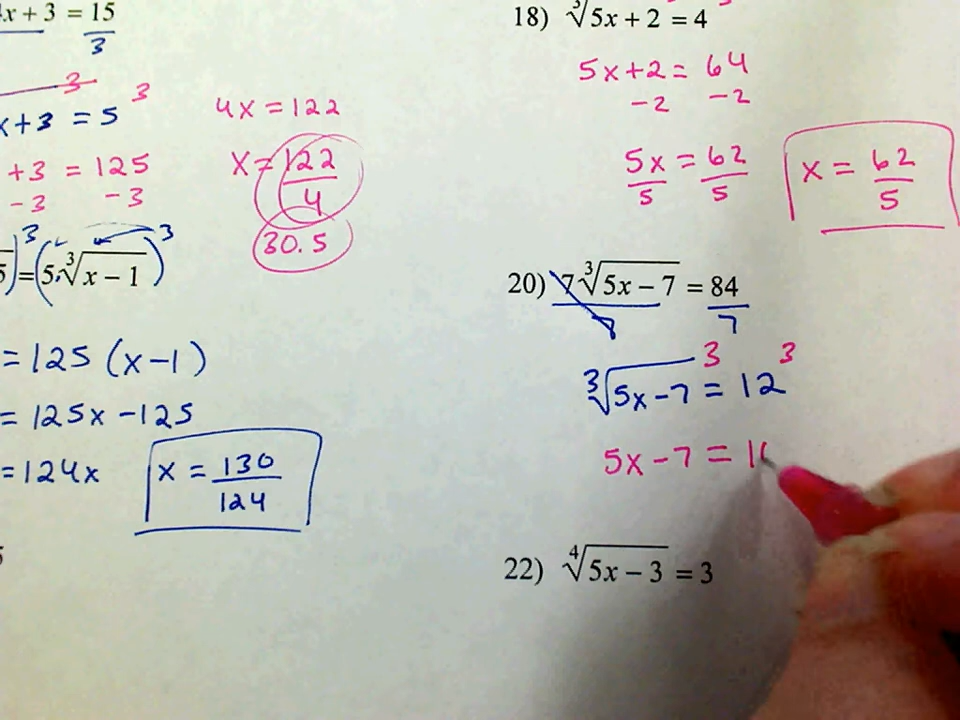 4x + 3 = 15
3
3 3
x+3 = 5
+3 = 125
-3 -3
4x = 122
x = 122/4
30.5
5)³ = (5·∛x − 1)³
= 125 (x-1)
= 125x - 125
= 124x
x = 130/124
18) ∛5x + 2 = 4
5x+2 = 64
-2 -2
5x/5 = 62/5
x = 62/5
20) 7∛5x − 7 = 84
7 7
3 3
∛5x-7 = 12
5x-7 =
22) ∜5x − 3 = 3